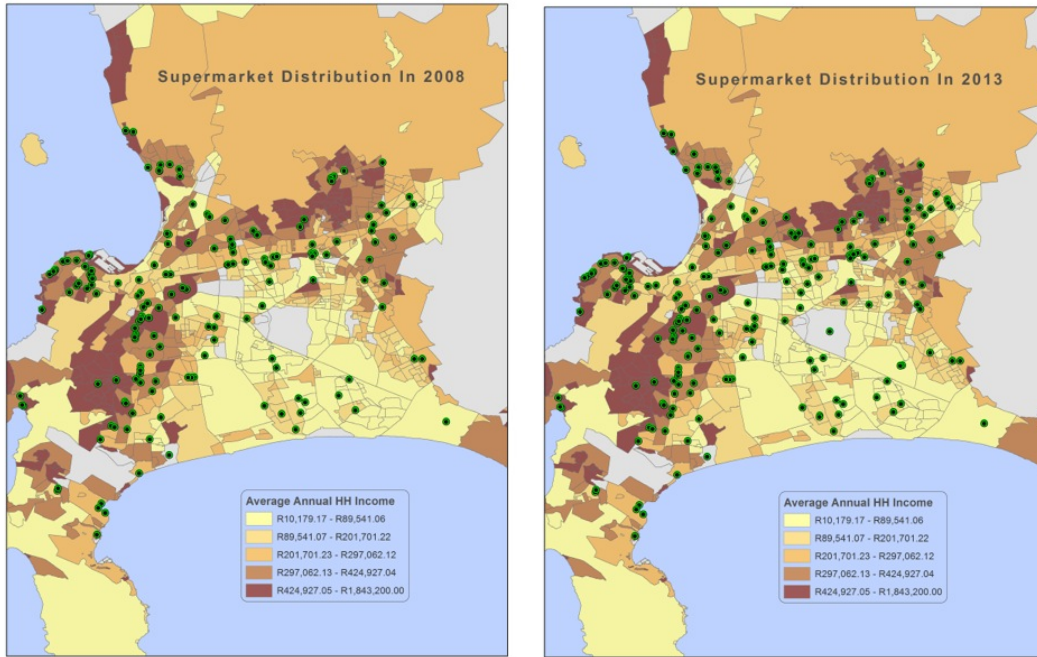 Supermarket Distribution In 2008
Average Annual HH Income
R10,179.17 - R89,541.06
R89,541.07 - R201,701.22
R201,701.23 - R297,062.12
R297,062.13 - R424,927.04
R424,927.05 - R1,843,200.00
Supermarket Distribution In 2013
Average Annual HH Income
R10,179.17 - R89,541.06
R89,541.07 - R201,701.22
R201,701.23 - R297,062.12
R297,062.13 - R424,927.04
R424,927.05 - R1,843,200.00